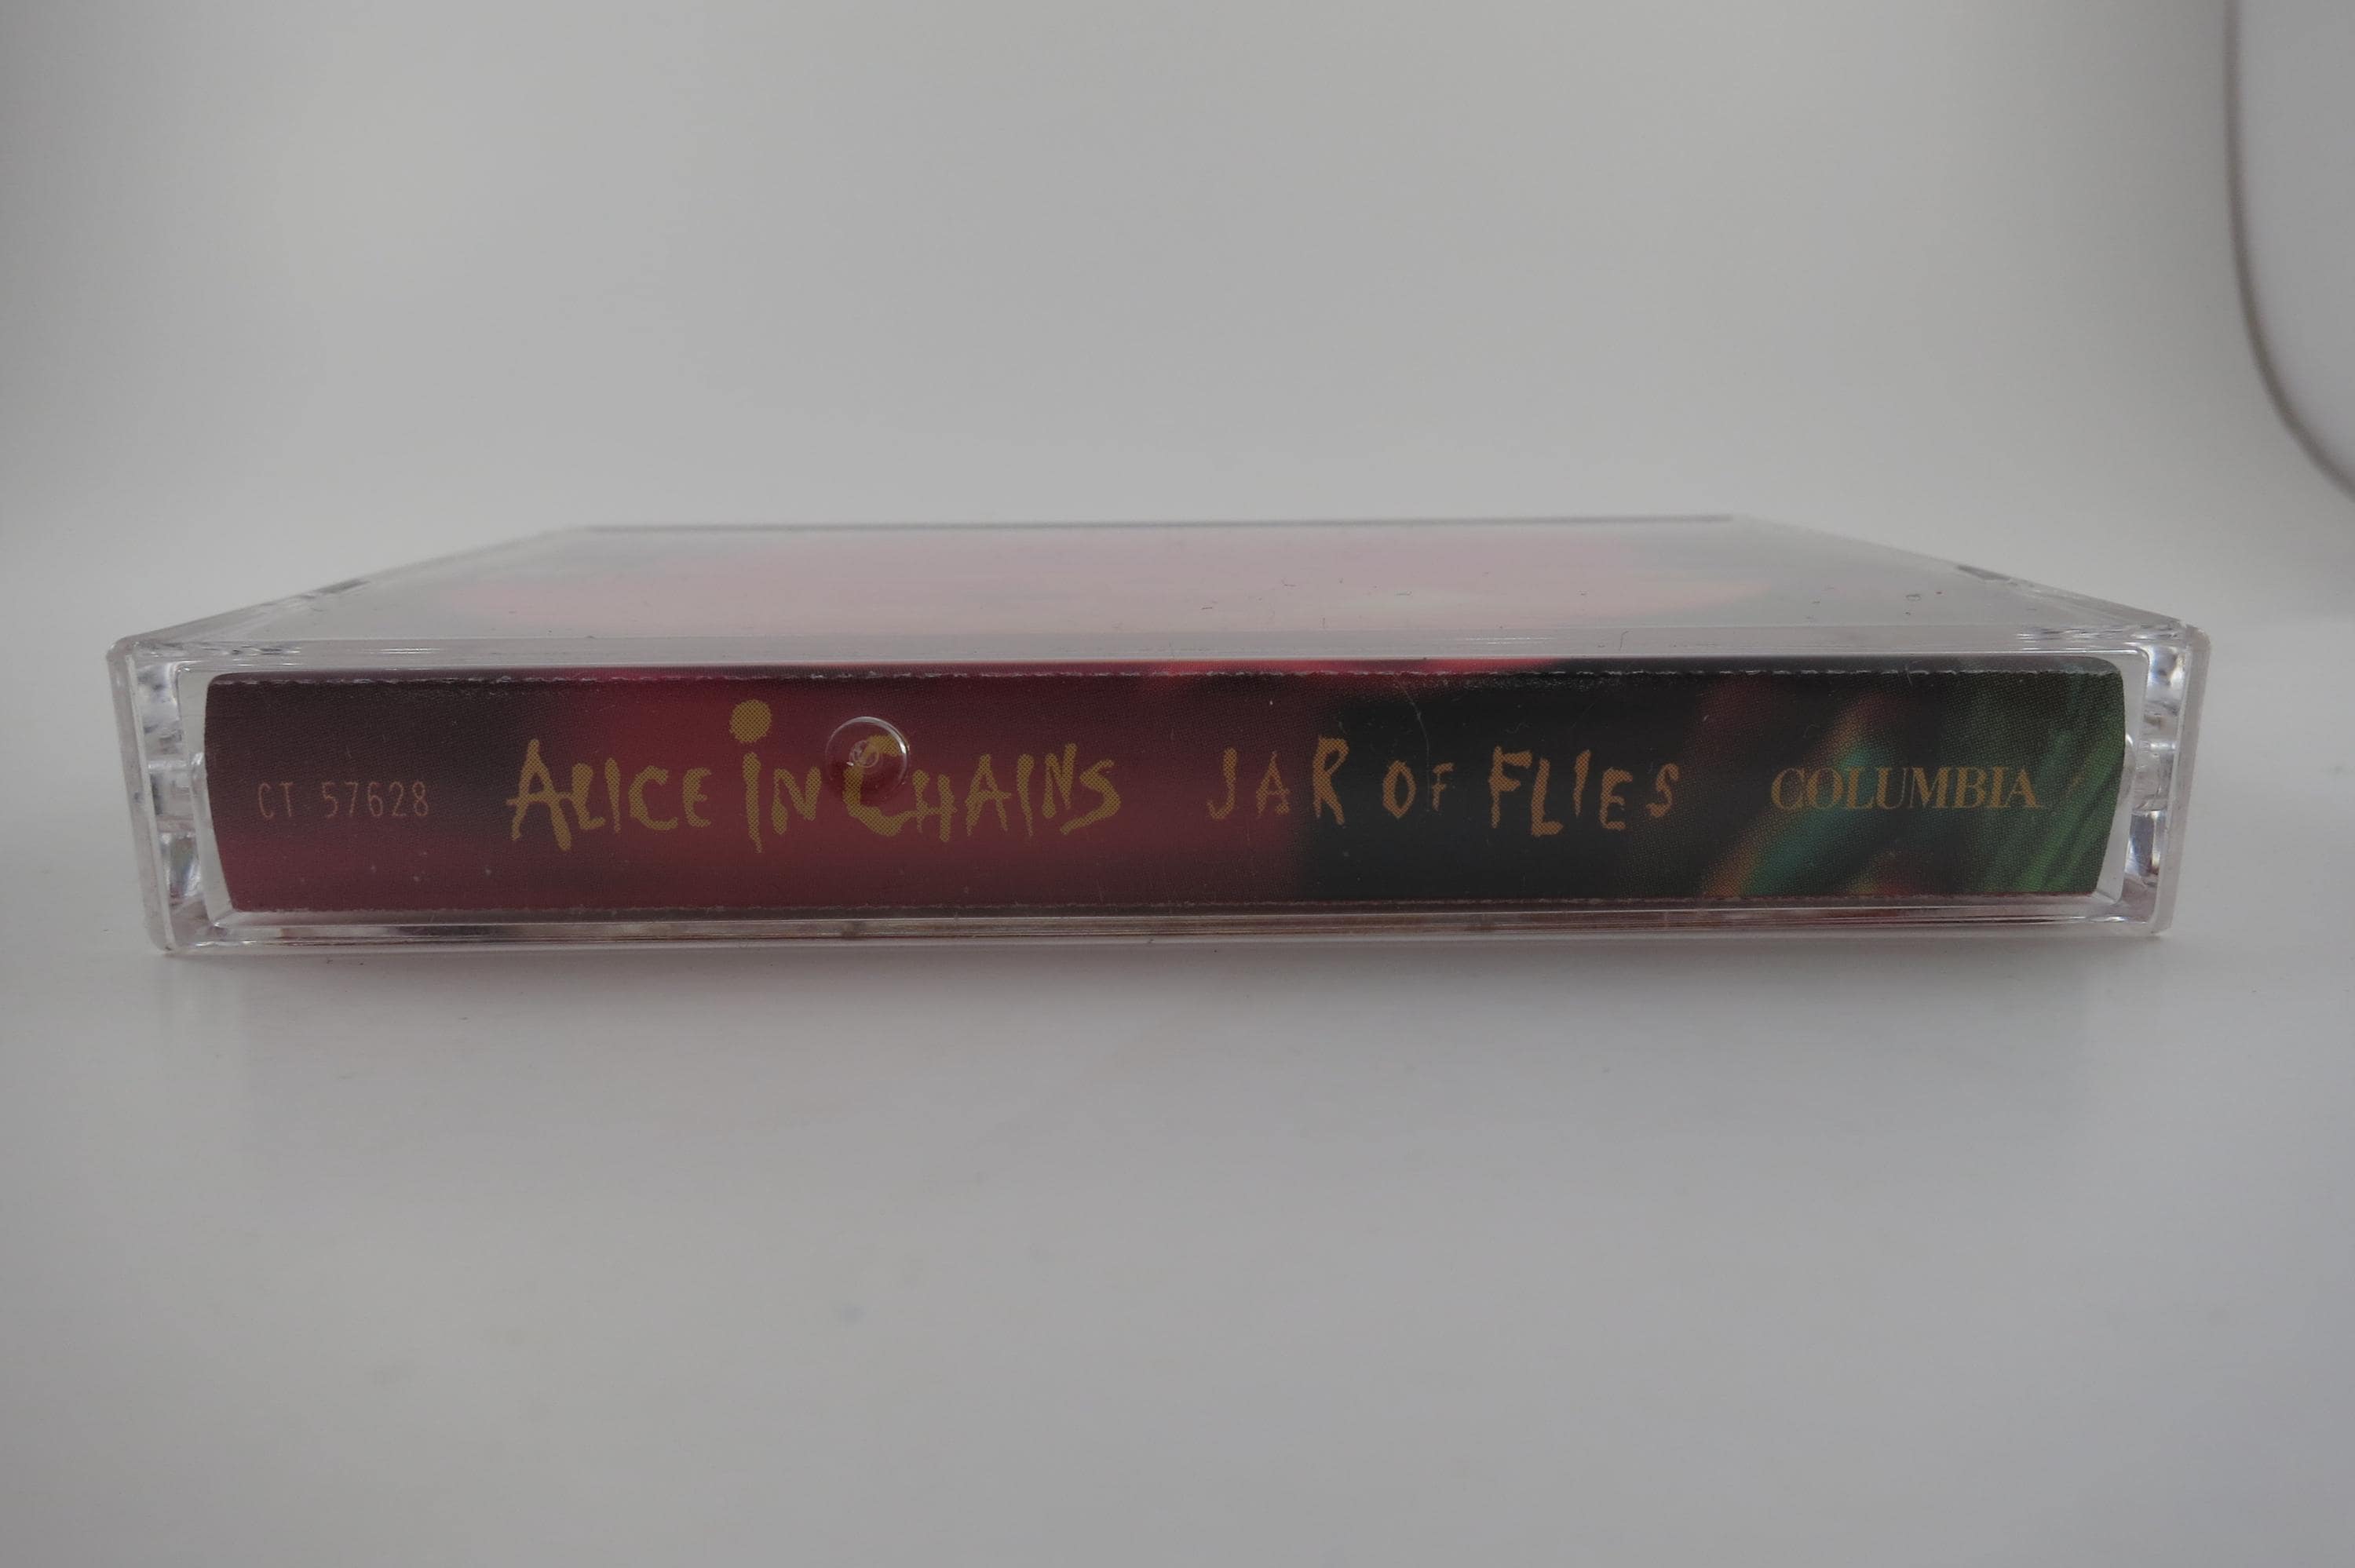 CT 57628 ALICE IN CHAINS JAR OF FLIES COLUMBIA